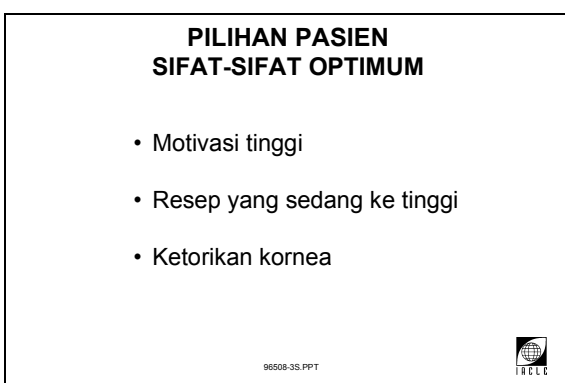 PILIHAN PASIEN
SIFAT-SIFAT OPTIMUM
• Motivasi tinggi
• Resep yang sedang ke tinggi
• Ketorikan kornea
96508-3S.PPT
IACLE